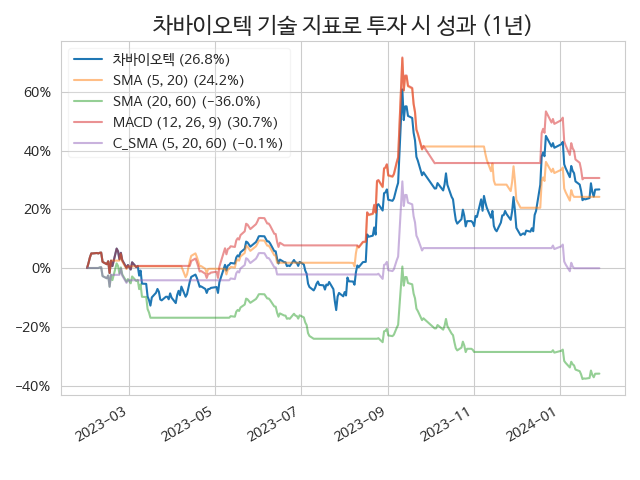 차바이오텍 기술 지표로 투자 시 성과 (1년)
차바이오텍 (26.8%)
SMA (5, 20) (24.2%)
SMA (20, 60) (−36.0%)
MACD (12, 26, 9) (30.7%)
C_SMA (5, 20, 60) (−0.1%)
60%
40%
20%
0%
−20%
−40%
2023−03
2023−05
2023−07
2023−09
2023−11
2024−01